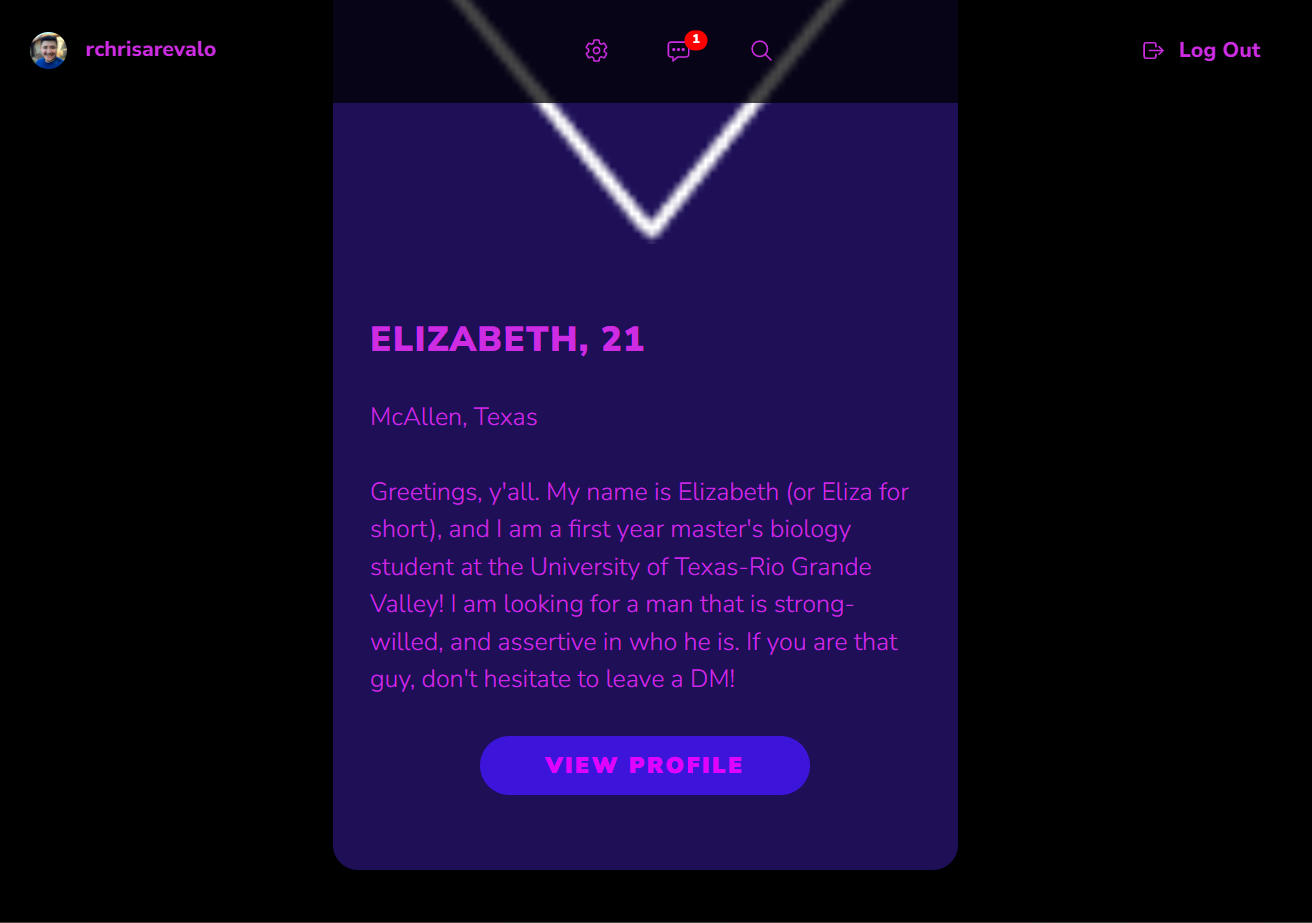 rchrisarevalo
1
Log Out
ELIZABETH, 21
McAllen, Texas
Greetings, y'all. My name is Elizabeth (or Eliza for
short), and I am a first year master's biology
student at the University of Texas-Rio Grande
Valley! I am looking for a man that is strong-
willed, and assertive in who he is. If you are that
guy, don't hesitate to leave a DM!
VIEW PROFILE